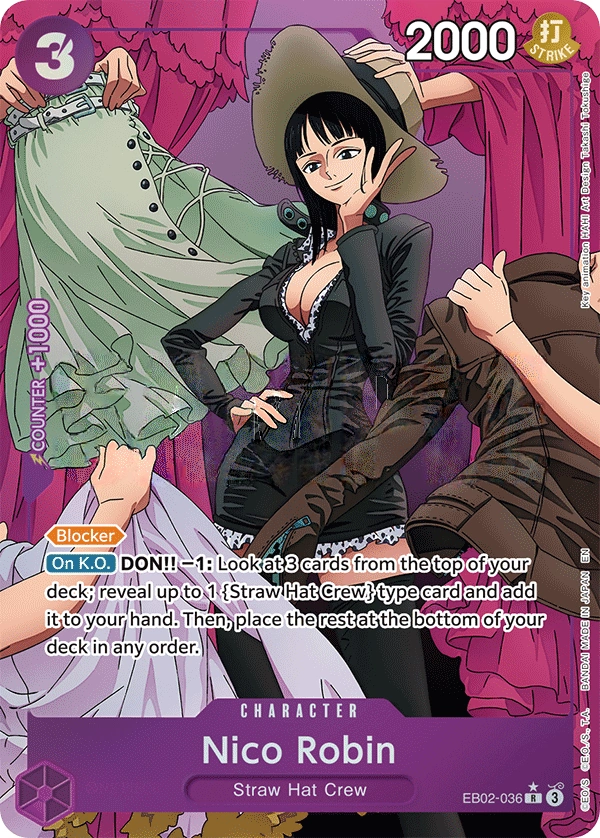 3
2000
打
STRIKE
Key animation HAHI Art Design Takashi Tokushige
COUNTER +1000
Blocker
On K.O. DON!! −1: Look at 3 cards from the top of your
deck; reveal up to 1 {Straw Hat Crew} type card and add
it to your hand. Then, place the rest at the bottom of your
deck in any order.
CHARACTER
Nico Robin
Straw Hat Crew
EB02-036 R 3
©EO/S ©E.O./S., T.A. BANDAI MADE IN JAPAN EN